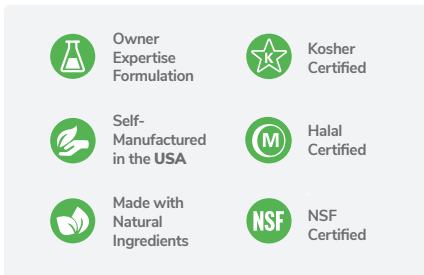 Owner
Expertise
Formulation
K
Kosher
Certified
Self-
Manufactured
in the USA
M
Halal
Certified
Made with
Natural
Ingredients
NSF
NSF
Certified